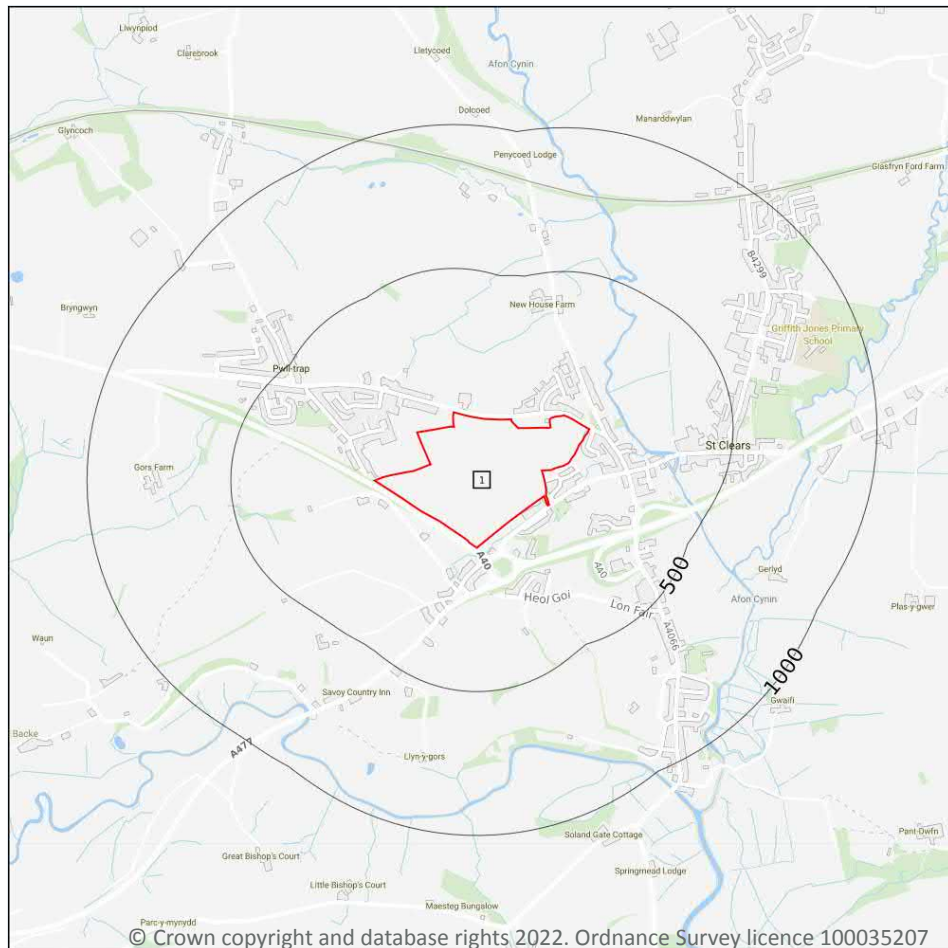 Llwynpiod
Clarebrook
Lletycoed
Afon Cynin
Dolcoed
Manarddwylan
Glyncoch
Penycoed Lodge
Glasfryn Ford Farm
B4299
Bryngwyn
New House Farm
Griffith Jones Primary
School
Pwll-trap
St Clears
Gors Farm
1
A40
A40
500
Heol Goi
Lon Fair
Gerlyd
Afon Cynin
Plas-y-gwer
A4066
Waun
1000
Savoy Country Inn
Gwaifi
Backe
A477
Llyn-y-gors
Soland Gate Cottage
Pant-Dwfn
Great Bishop's Court
Springmead Lodge
Little Bishop's Court
Maesteg Bungalow
Parc-y-mynydd
© Crown copyright and database rights 2022. Ordnance Survey licence 100035207